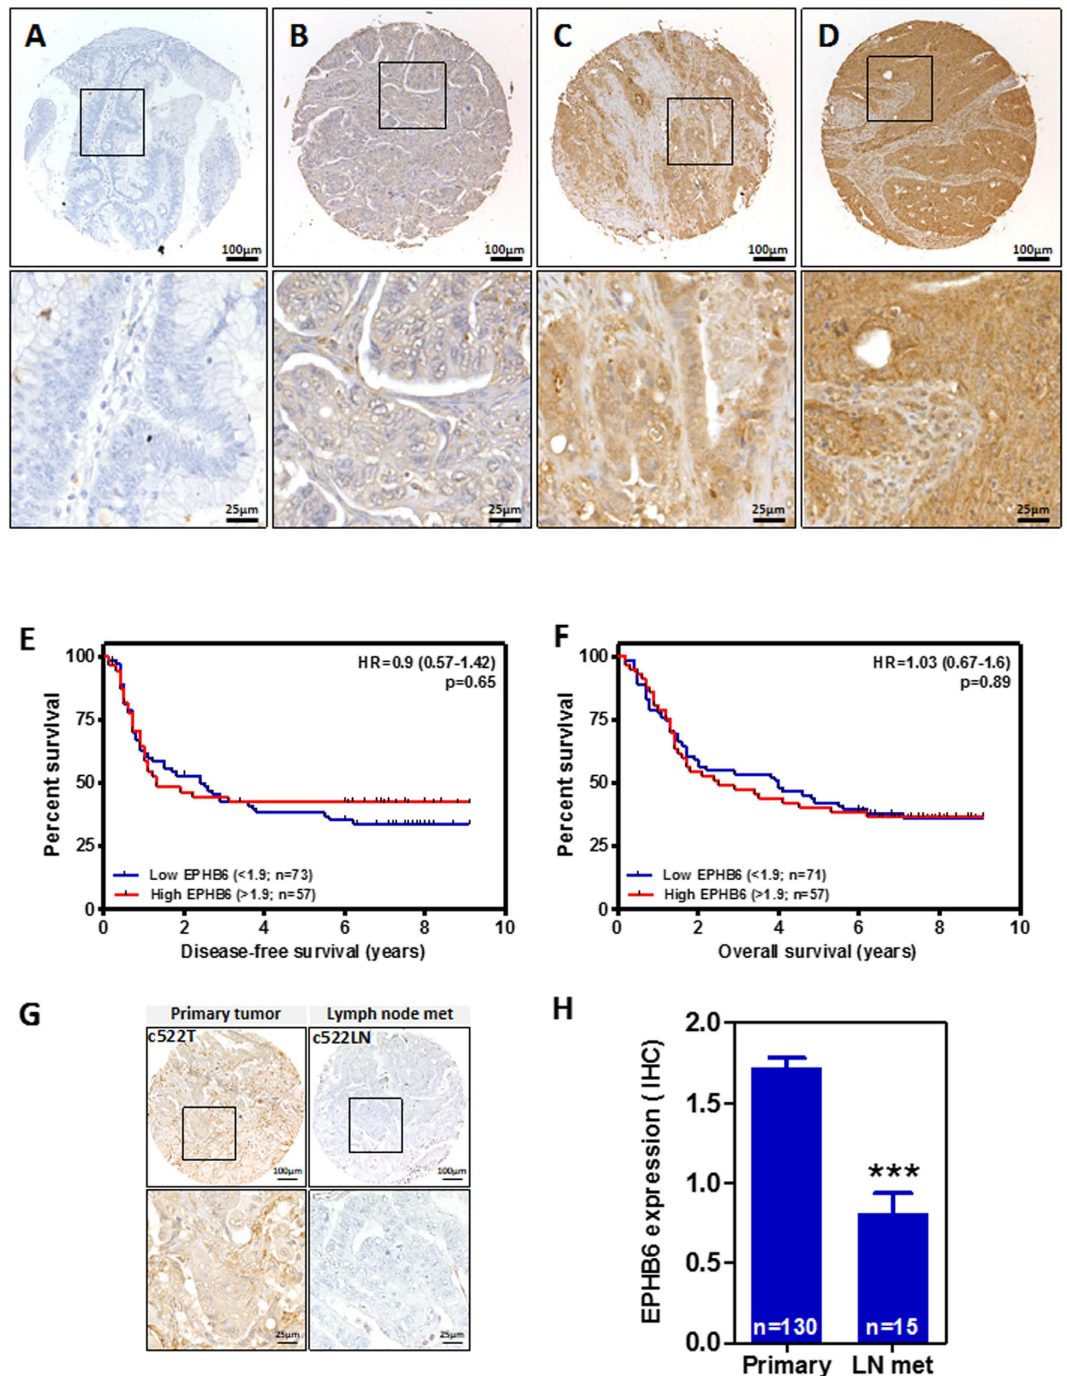 A
B
C
D
100µm
100µm
100µm
100µm
25µm
25µm
25µm
25µm
E
HR=0.9 (0.57-1.42)
p=0.65
Percent survival
100
75
50
25
0
Low EPHB6 (<1.9; n=73)
High EPHB6 (>1.9; n=57)
0 2 4 6 8 10
Disease-free survival (years)
F
HR=1.03 (0.67-1.6)
p=0.89
Percent survival
100
75
50
25
0
Low EPHB6 (<1.9; n=71)
High EPHB6 (>1.9; n=57)
0 2 4 6 8 10
Overall survival (years)
G
Primary tumor
Lymph node met
c522T
c522LN
100µm
100µm
25µm
25µm
H
EPHB6 expression ( IHC)
2.0
1.5
1.0
0.5
0.0
***
n=130
n=15
Primary
LN met